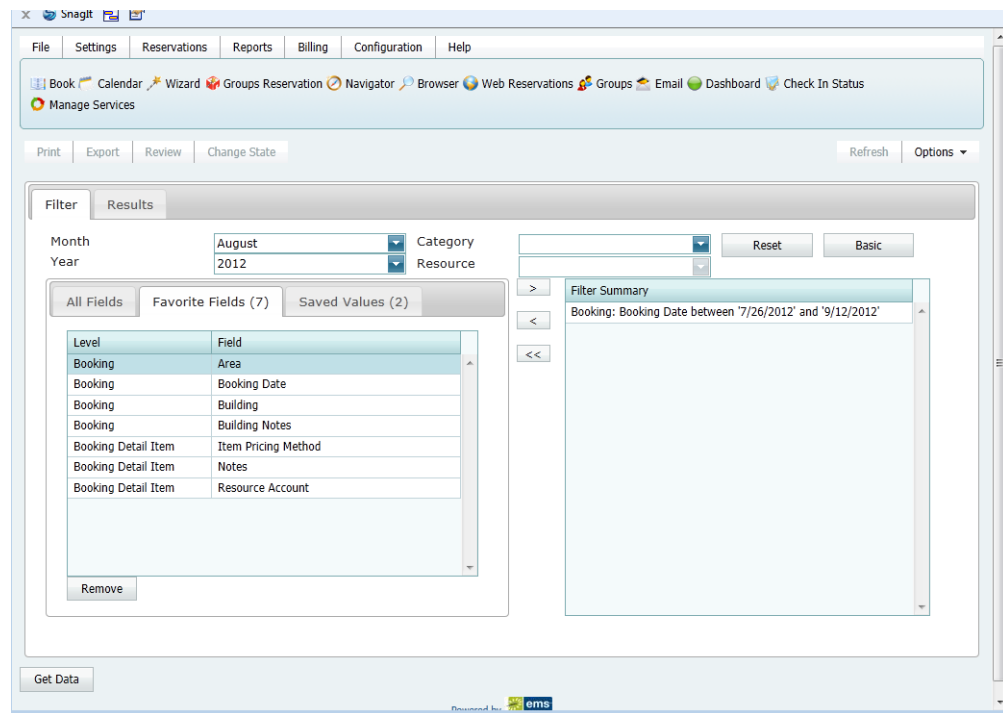 SnagIt
File Settings Reservations Reports Billing Configuration Help
Book Calendar Wizard Groups Reservation Navigator Browser Web Reservations Groups Email Dashboard Check In Status
Manage Services
Print Export Review Change State Refresh Options
Filter Results
Month August Category Reset Basic
Year 2012 Resource
All Fields Favorite Fields (7) Saved Values (2) > Filter Summary
< Booking: Booking Date between '7/26/2012' and '9/12/2012'
Level Field <<
Booking Area
Booking Booking Date
Booking Building
Booking Building Notes
Booking Detail Item Item Pricing Method
Booking Detail Item Notes
Booking Detail Item Resource Account
Remove
Get Data
Powered by ems